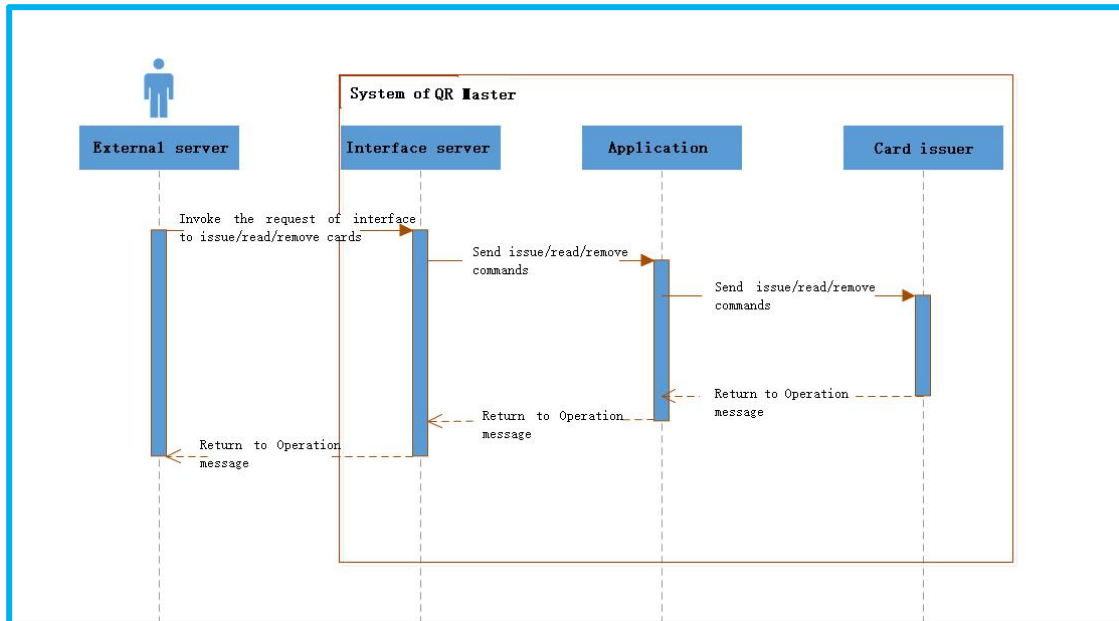 System of QR Master
External server
Interface server
Application
Card issuer
Invoke the request of interface
to issue/read/remove cards
Send issue/read/remove
commands
Send issue/read/remove
commands
Return to Operation
message
Return to Operation
message
Return to Operation
message